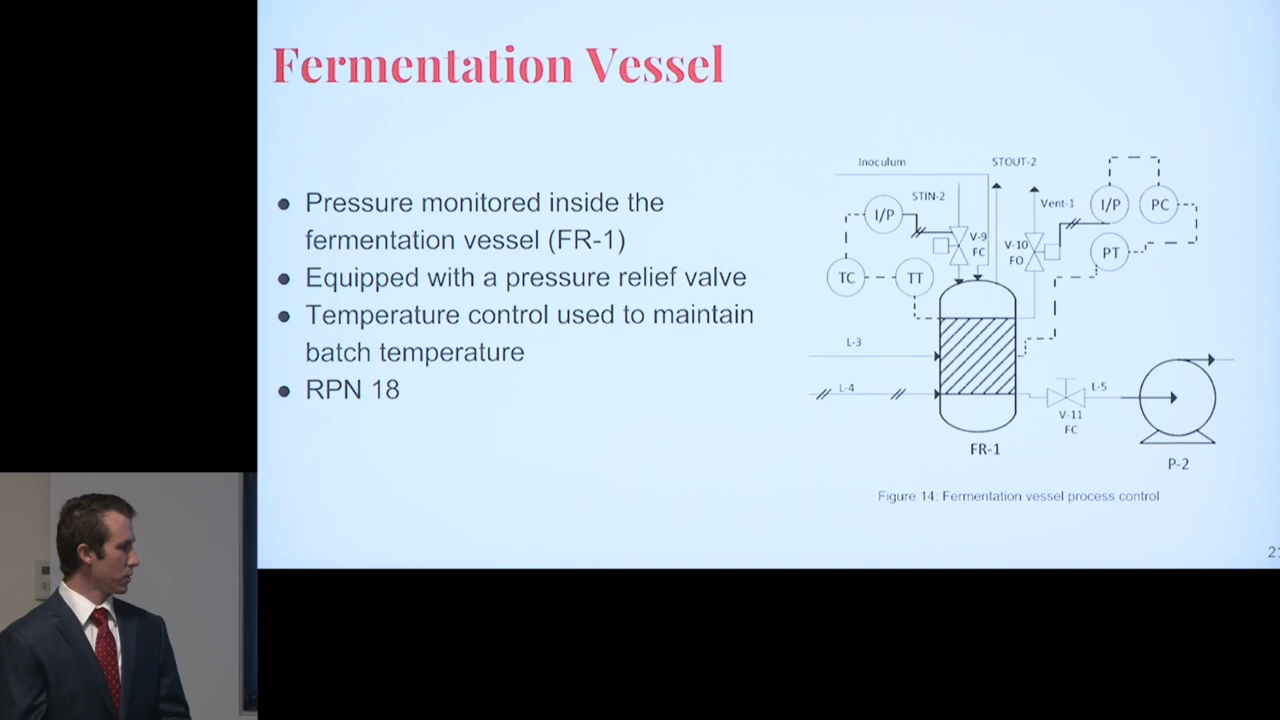 Fermentation Vessel
● Pressure monitored inside the
fermentation vessel (FR-1)
● Equipped with a pressure relief valve
● Temperature control used to maintain
batch temperature
● RPN 18
Inoculum
STOUT-2
STIN-2
Vent-1
I/P
I/P
PC
V-9
FC
V-10
FO
PT
TC
TT
L-3
L-4
L-5
V-11
FC
FR-1
P-2
Figure 14: Fermentation vessel process control